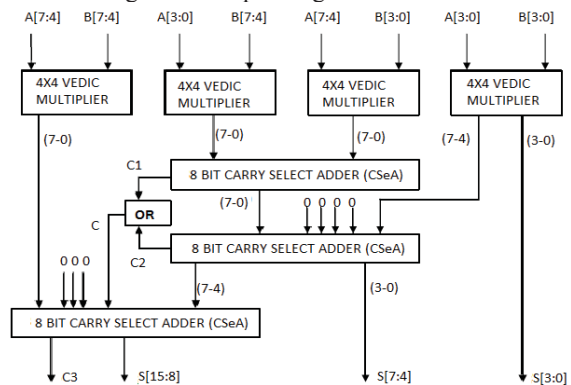 A[7:4] B[7:4] A[3:0] B[7:4] A[7:4] B[3:0] A[3:0] B[3:0]
4X4 VEDIC MULTIPLIER
4X4 VEDIC MULTIPLIER
4X4 VEDIC MULTIPLIER
4X4 VEDIC MULTIPLIER
(7-0) (7-0) (7-0) (7-4) (3-0)
C1 8 BIT CARRY SELECT ADDER (CSeA)
(7-0) 0 0 0 0
C OR
C2 8 BIT CARRY SELECT ADDER (CSeA)
0 0 0 (7-4) (3-0)
8 BIT CARRY SELECT ADDER (CSeA)
C3 S[15:8] S[7:4] S[3:0]